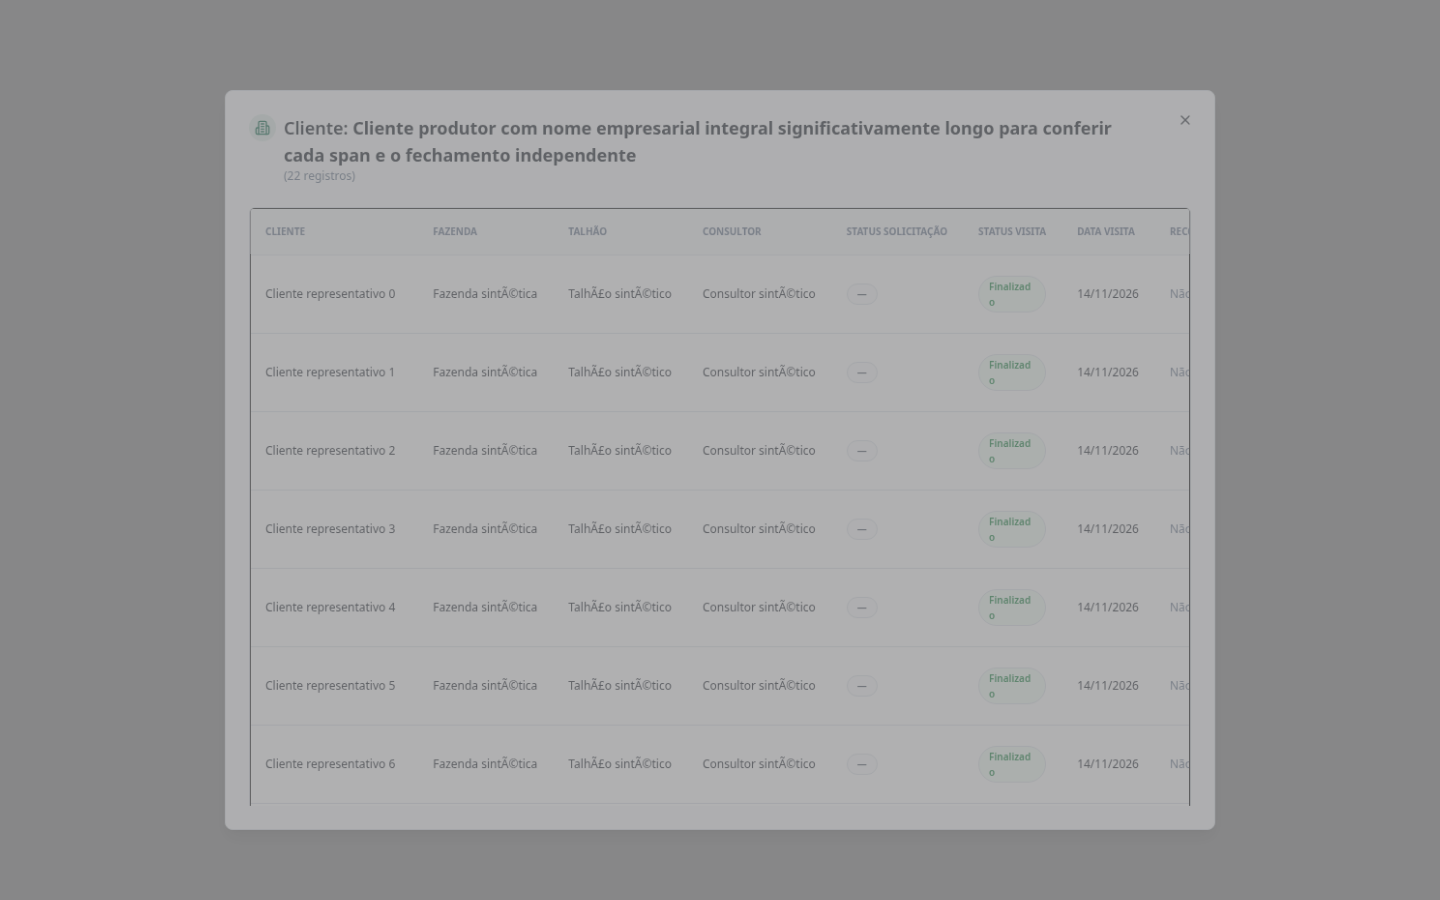 Cliente: Cliente produtor com nome empresarial integral significativamente longo para conferir
cada span e o fechamento independente
(22 registros)
CLIENTE FAZENDA TALHÃO CONSULTOR STATUS SOLICITAÇÃO STATUS VISITA DATA VISITA
Cliente representativo 0 Fazenda sintÃ©tica TalhÃ£o sintÃ©tico Consultor sintÃ©tico — Finalizad 14/11/2026 Não
o
Cliente representativo 1 Fazenda sintÃ©tica TalhÃ£o sintÃ©tico Consultor sintÃ©tico — Finalizad 14/11/2026 Não
o
Cliente representativo 2 Fazenda sintÃ©tica TalhÃ£o sintÃ©tico Consultor sintÃ©tico — Finalizad 14/11/2026 Não
o
Cliente representativo 3 Fazenda sintÃ©tica TalhÃ£o sintÃ©tico Consultor sintÃ©tico — Finalizad 14/11/2026 Não
o
Cliente representativo 4 Fazenda sintÃ©tica TalhÃ£o sintÃ©tico Consultor sintÃ©tico — Finalizad 14/11/2026 Não
o
Cliente representativo 5 Fazenda sintÃ©tica TalhÃ£o sintÃ©tico Consultor sintÃ©tico — Finalizad 14/11/2026 Não
o
Cliente representativo 6 Fazenda sintÃ©tica TalhÃ£o sintÃ©tico Consultor sintÃ©tico — Finalizad 14/11/2026 Não
o